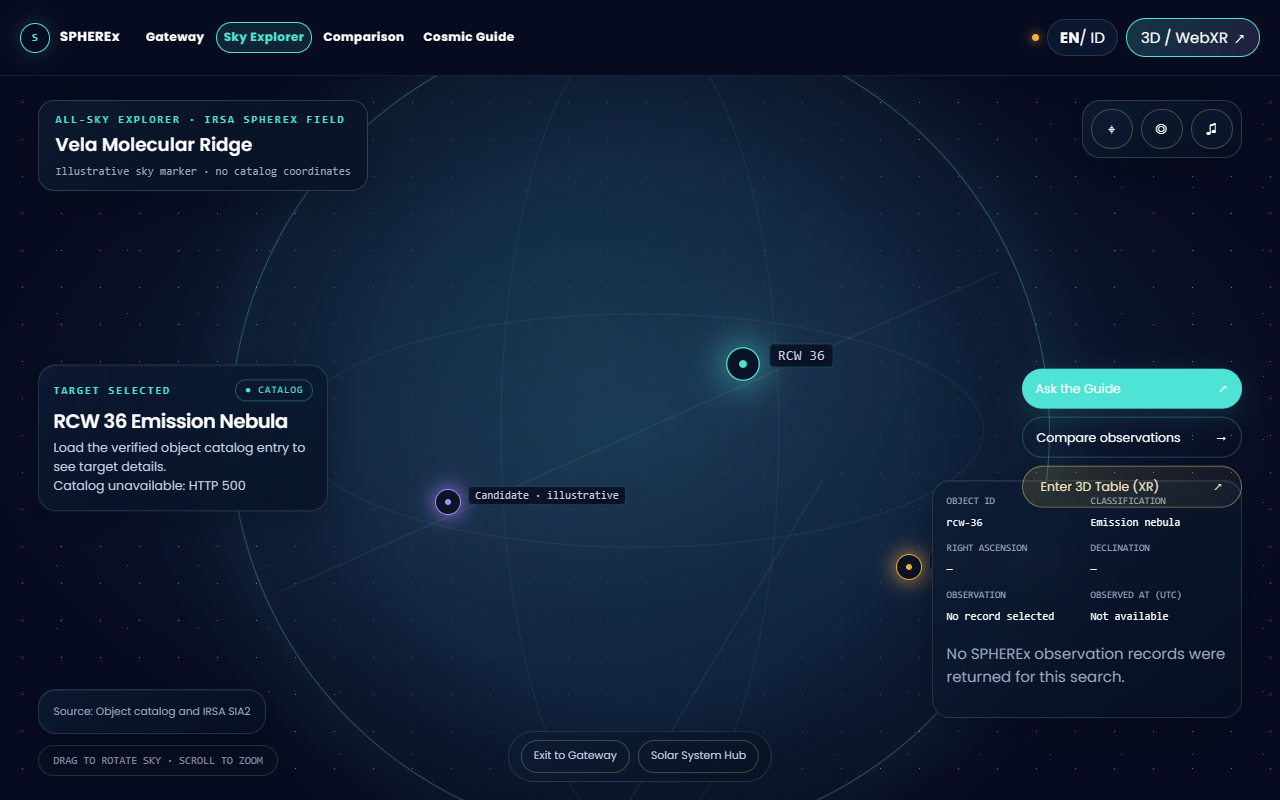 S SPHEREx Gateway Sky Explorer Comparison Cosmic Guide EN/ ID 3D / WebXR ↗
ALL-SKY EXPLORER · IRSA SPHEREX FIELD
Vela Molecular Ridge
Illustrative sky marker · no catalog coordinates
RCW 36
TARGET SELECTED • CATALOG
RCW 36 Emission Nebula
Load the verified object catalog entry to
see target details.
Catalog unavailable: HTTP 500
Ask the Guide ↗
Compare observations →
Enter 3D Table (XR) ↗
Candidate · illustrative
OBJECT ID CLASSIFICATION
rcw-36 Emission nebula
RIGHT ASCENSION DECLINATION
— —
OBSERVATION OBSERVED AT (UTC)
No record selected Not available
No SPHEREx observation records were
returned for this search.
Source: Object catalog and IRSA SIA2
DRAG TO ROTATE SKY · SCROLL TO ZOOM
Exit to Gateway Solar System Hub